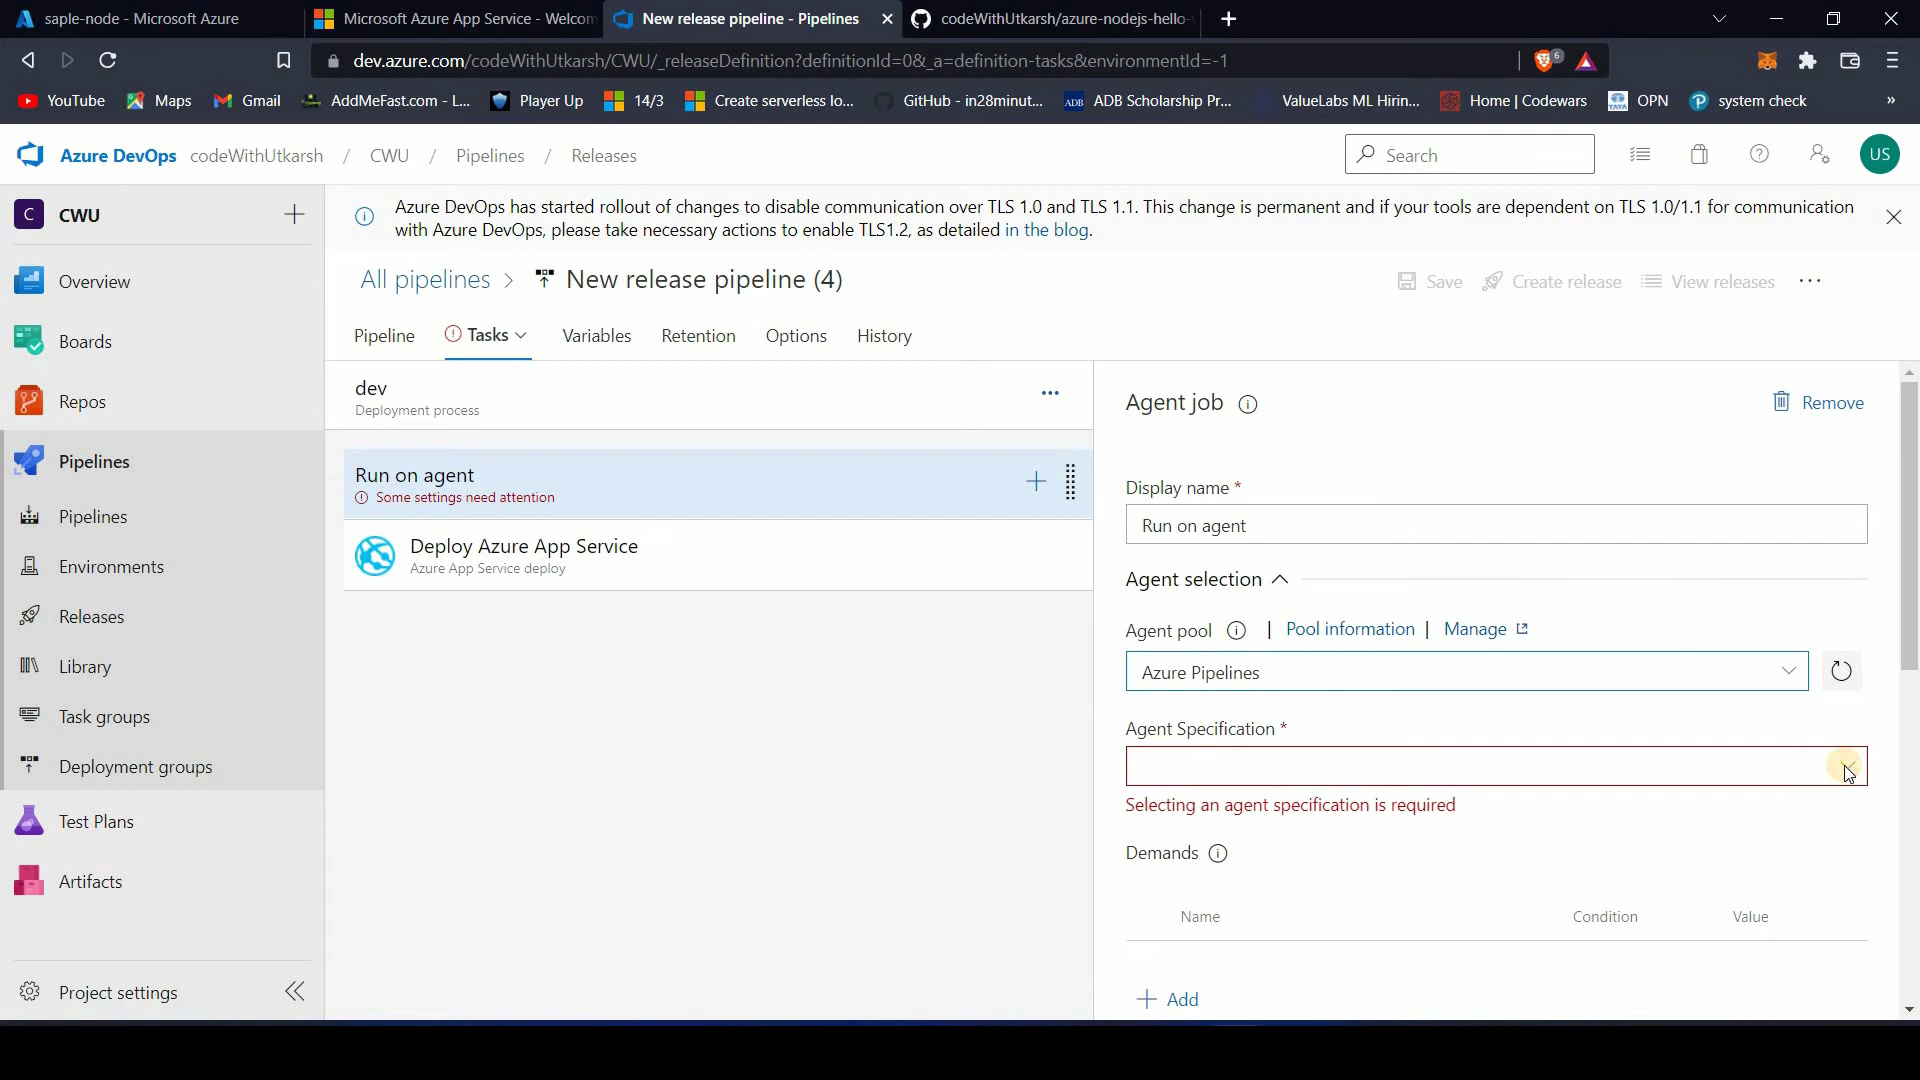 saple-node - Microsoft Azure
Microsoft Azure App Service - Welcom
New release pipeline - Pipelines
codeWithUtkarsh/azure-nodejs-hello-
dev.azure.com/codeWithUtkarsh/CWU/_releaseDefinition?definitionId=0&_a=definition-tasks&environmentId=-1
6
YouTube
Maps
Gmail
AddMeFast.com - L...
Player Up
14/3
Create serverless lo...
GitHub - in28minut...
ADB
ADB Scholarship Pr...
ValueLabs ML Hirin...
Home | Codewars
TATA
OPN
system check
»
Azure DevOps
codeWithUtkarsh / CWU / Pipelines / Releases
Search
US
C
CWU
Azure DevOps has started rollout of changes to disable communication over TLS 1.0 and TLS 1.1. This change is permanent and if your tools are dependent on TLS 1.0/1.1 for communication
with Azure DevOps, please take necessary actions to enable TLS1.2, as detailed in the blog.
Overview
Boards
Repos
Pipelines
Pipelines
Environments
Releases
Library
Task groups
Deployment groups
Test Plans
Artifacts
Project settings
All pipelines > New release pipeline (4)
Save
Create release
View releases
...
Pipeline
Tasks
Variables
Retention
Options
History
dev
Deployment process
Run on agent
Some settings need attention
Deploy Azure App Service
Azure App Service deploy
Agent job
Remove
Display name *
Run on agent
Agent selection
Agent pool | Pool information | Manage
Azure Pipelines
Agent Specification *
Selecting an agent specification is required
Demands
Name
Condition
Value
+ Add